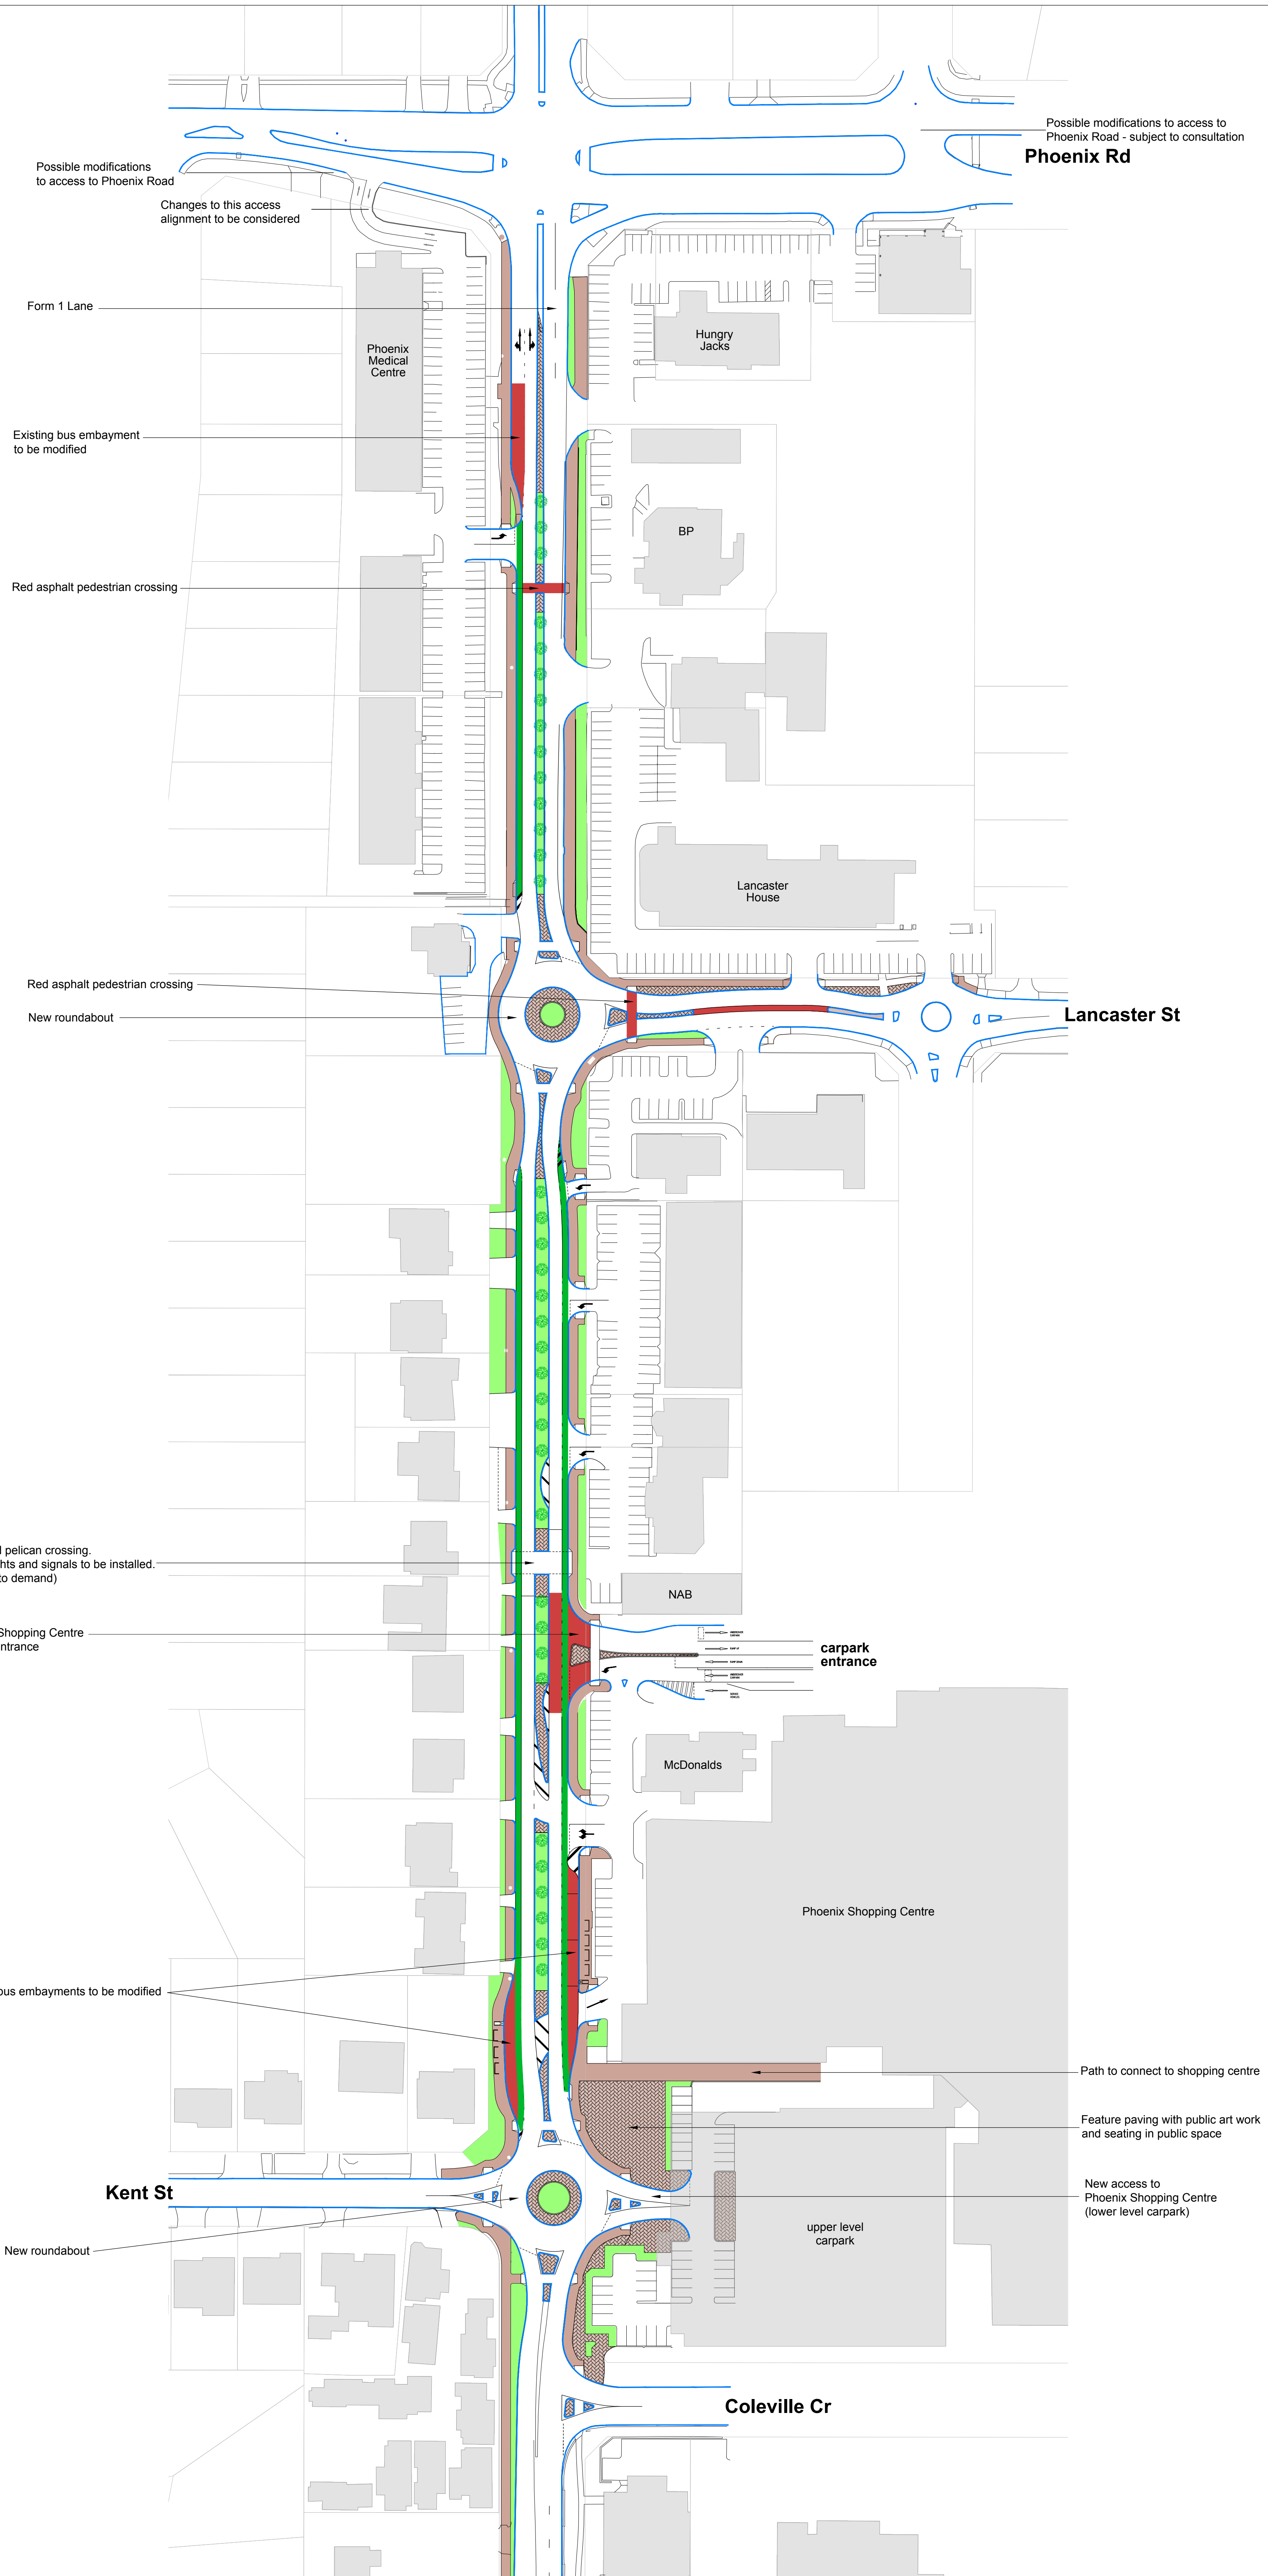 Possible modifications to access to
Phoenix Road - subject to consultation
Phoenix Rd
Possible modifications
to access to Phoenix Road
Changes to this access
alignment to be considered
Form 1 Lane
Phoenix
Medical
Centre
Hungry
Jacks
Existing bus embayment
to be modified
BP
Red asphalt pedestrian crossing
Lancaster
House
Red asphalt pedestrian crossing
New roundabout
Lancaster St
pelican crossing.
and signals to be installed.
to demand)
NAB
Shopping Centre
carpark
entrance
McDonalds
Phoenix Shopping Centre
bus embayments to be modified
Path to connect to shopping centre
Feature paving with public art work
and seating in public space
Kent St
New access to
Phoenix Shopping Centre
(lower level carpark)
upper level
carpark
New roundabout
Coleville Cr